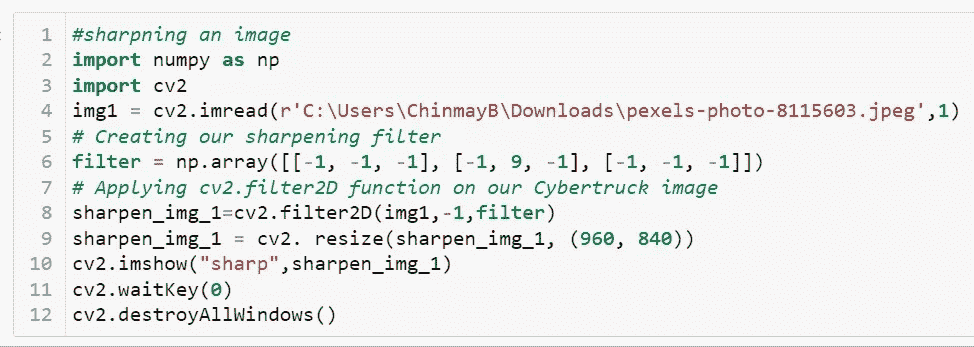 1 #sharpning an image
2 import numpy as np
3 import cv2
4 img1 = cv2.imread(r'C:\Users\ChinmayB\Downloads\pexels-photo-8115603.jpeg',1)
5 # Creating our sharpening filter
6 filter = np.array([[-1, -1, -1], [-1, 9, -1], [-1, -1, -1]])
7 # Applying cv2.filter2D function on our Cybertruck image
8 sharpen_img_1=cv2.filter2D(img1,-1,filter)
9 sharpen_img_1 = cv2. resize(sharpen_img_1, (960, 840))
10 cv2.imshow("sharp",sharpen_img_1)
11 cv2.waitKey(0)
12 cv2.destroyAllWindows()